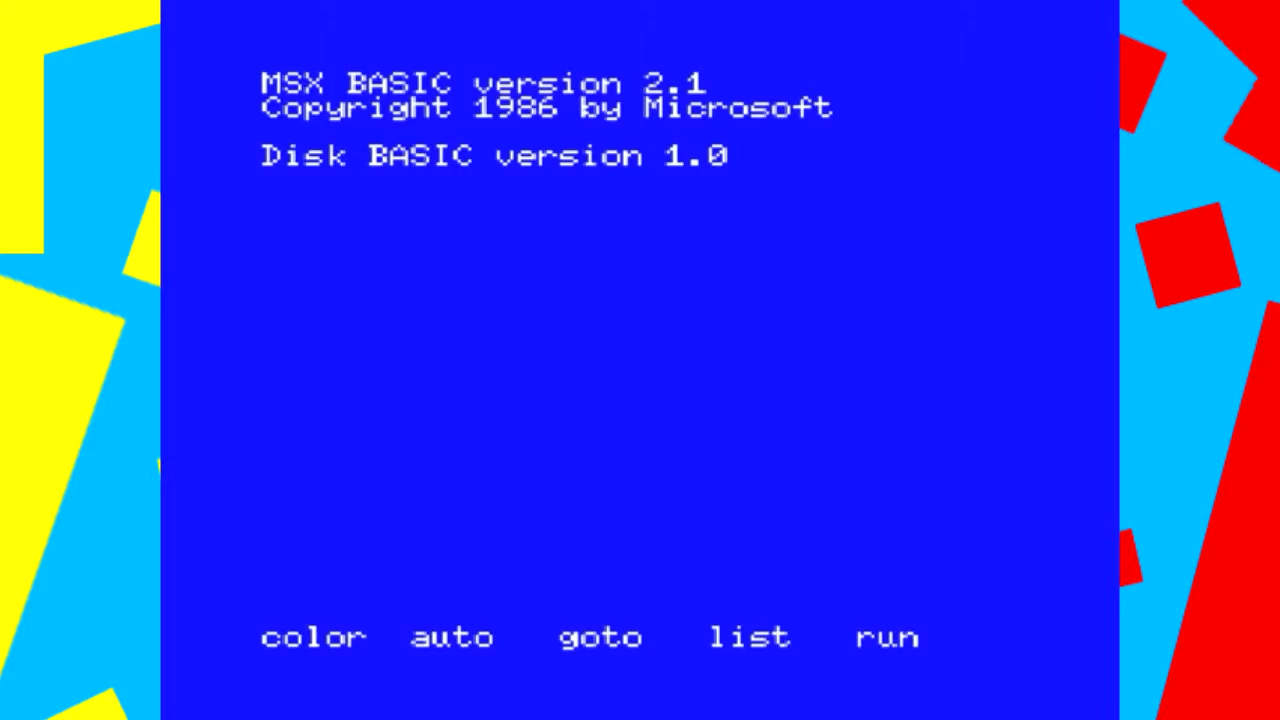 MSX BASIC version 2.1
Copyright 1986 by Microsoft
Disk BASIC version 1.0
color auto goto list run